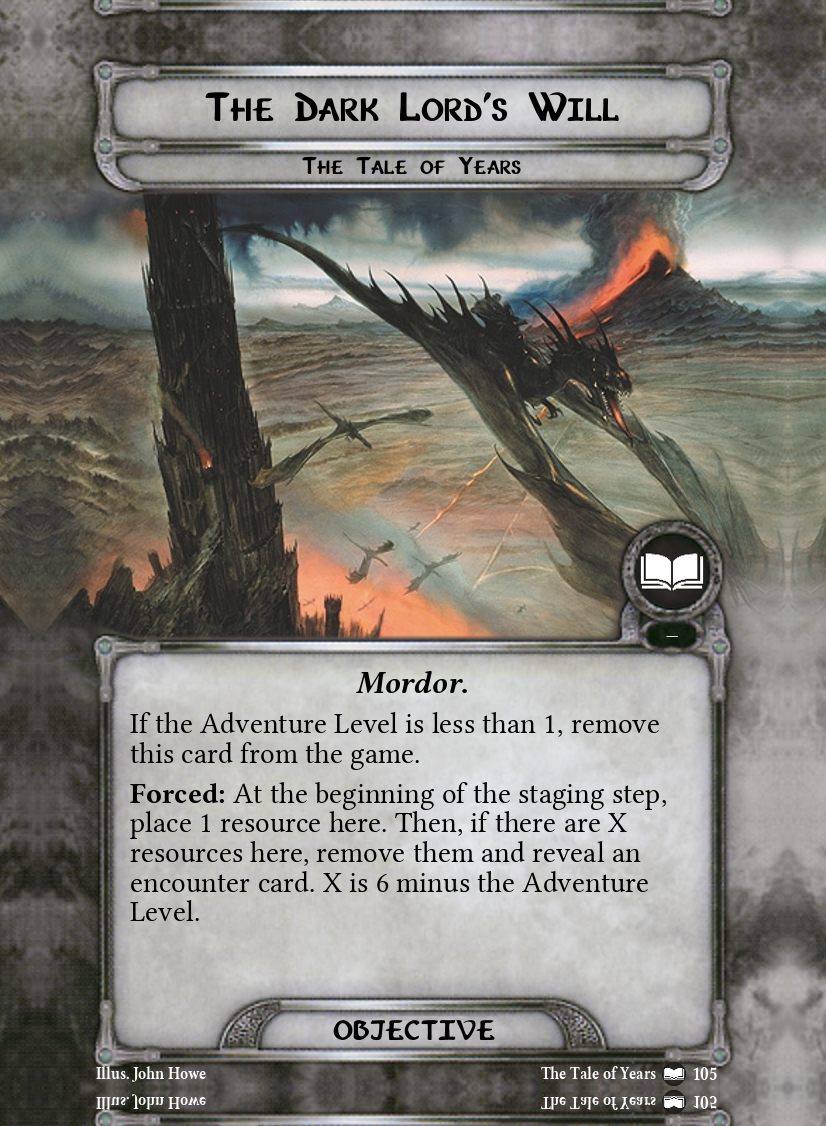 The Dark Lord's Will
The Tale of Years
–
Mordor.
If the Adventure Level is less than 1, remove
this card from the game.
Forced: At the beginning of the staging step,
place 1 resource here. Then, if there are X
resources here, remove them and reveal an
encounter card. X is 6 minus the Adventure
Level.
OBJECTIVE
Illus. John Howe
The Tale of Years 105
Illus. John Howe
The Tale of Years 105